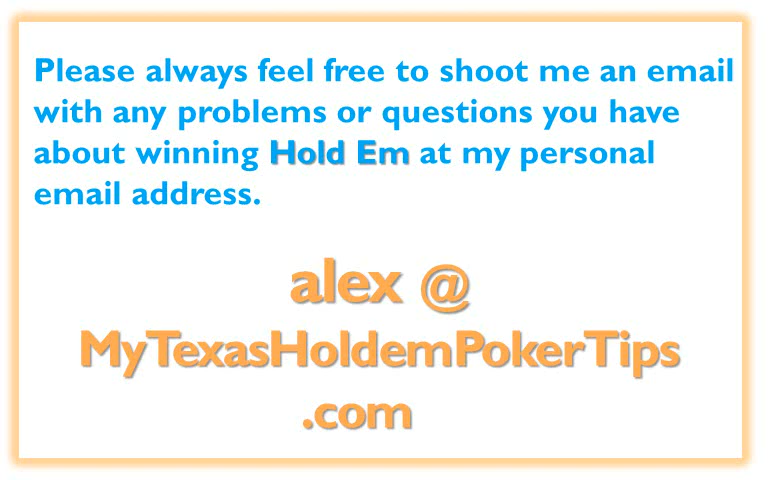 Please always feel free to shoot me an email
with any problems or questions you have
about winning Hold Em at my personal
email address.
alex @
MyTexasHoldemPokerTips
.com